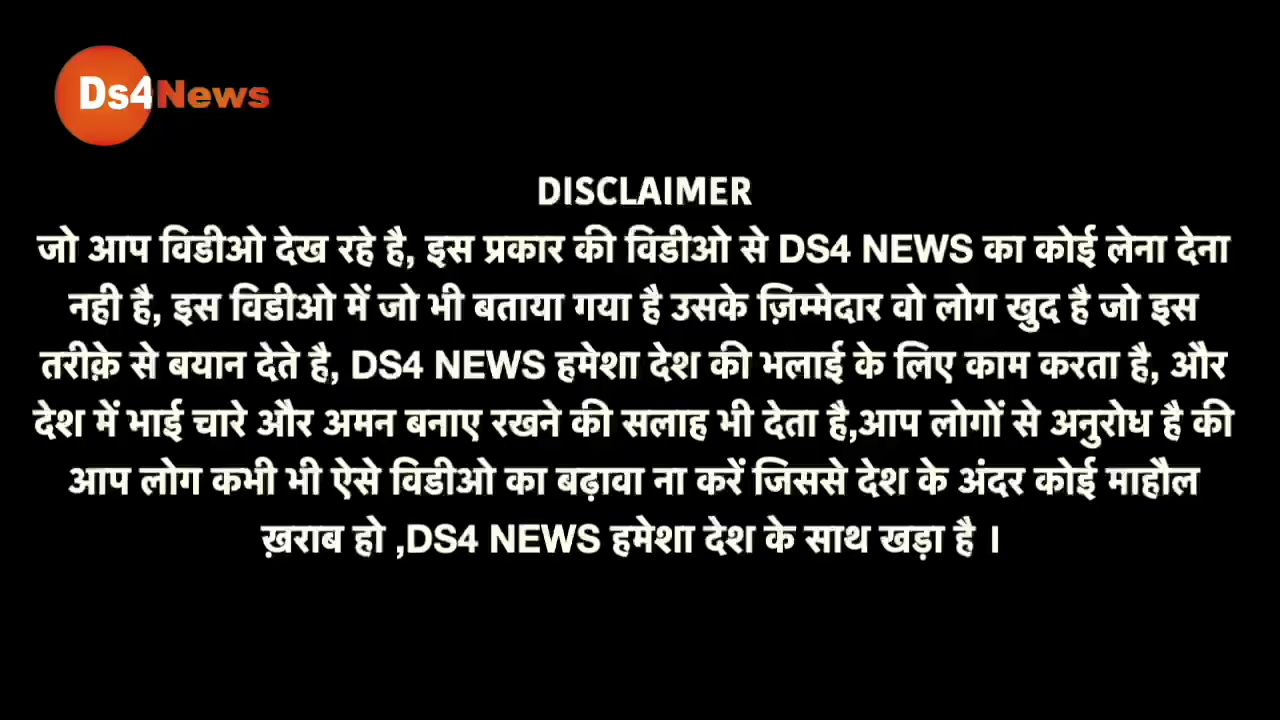 Ds4News
DISCLAIMER
जो आप विडीओ देख रहे है, इस प्रकार की विडीओ से DS4 NEWS का कोई लेना देना
नही है, इस विडीओ में जो भी बताया गया है उसके ज़िम्मेदार वो लोग खुद है जो इस
तरीक़े से बयान देते है, DS4 NEWS हमेशा देश की भलाई के लिए काम करता है, और
देश में भाई चारे और अमन बनाए रखने की सलाह भी देता है,आप लोगों से अनुरोध है की
आप लोग कभी भी ऐसे विडीओ का बढ़ावा ना करें जिससे देश के अंदर कोई माहौल
ख़राब हो ,DS4 NEWS हमेशा देश के साथ खड़ा है ।